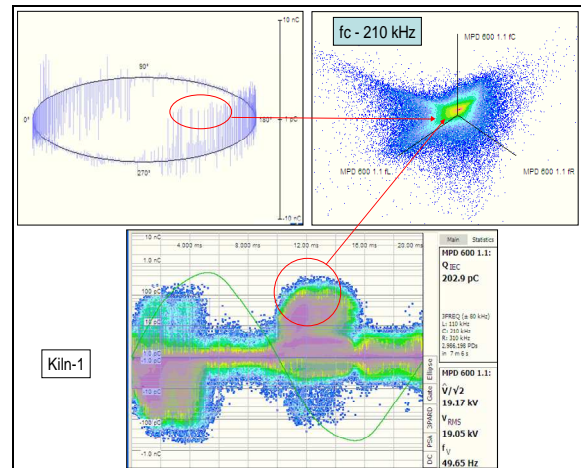 10 nC
90°
0°
180°
1 pC
270°
-10 nC
fc - 210 kHz
MPD 600 1.1 fC
MPD 600 1.1 fL
MPD 600 1.1 fR
Kiln-1
10 nC
4.000 ms
8.000 ms
12.00 ms
16.00 ms
20.00 ms
1.0 nC
100 pC
-100 pC
-1.0 nC
Ellipse
Gate
3PARD
PSA
DC
Main Statistics
MPD 600 1.1:
Q IEC
202.9 pC
3FREQ (± 80 kHz)
L: 110 kHz
C: 210 kHz
R: 310 kHz
2,986,198 PDs
in 7 m 6 s
MPD 600 1.1:
V̂/√2
19.17 kV
V RMS
19.05 kV
f V
49.65 Hz